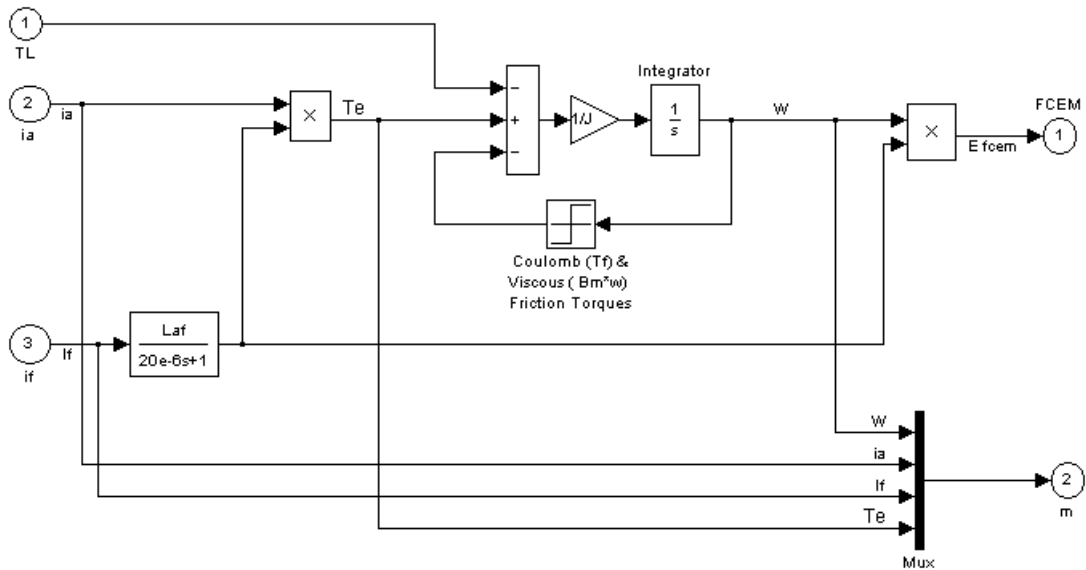 1
TL
2
ia
ia
×
Te
−
+
−
1/J
Integrator
1
s
W
×
FCEM
1
E fcem
Coulomb (Tf) &
Viscous ( Bm*w)
Friction Torques
3
if
If
Laf
20e-6s+1
W
ia
If
Te
Mux
2
m